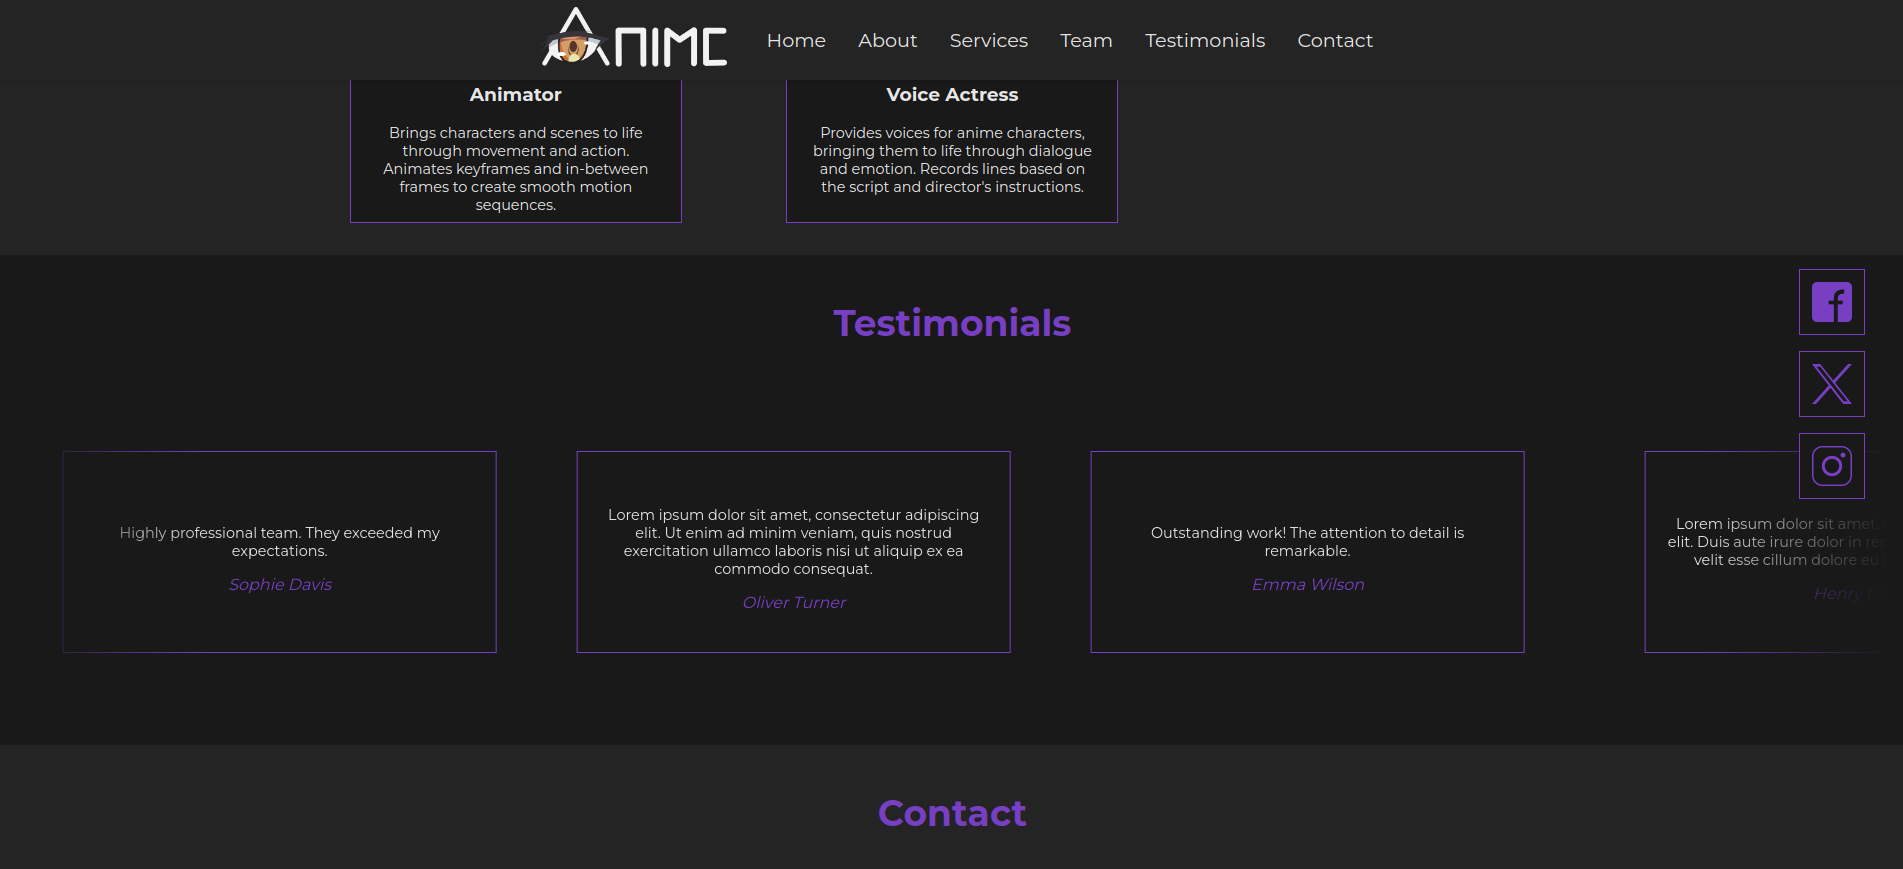 ANIME
Home About Services Team Testimonials Contact
Animator
Brings characters and scenes to life
through movement and action.
Animates keyframes and in-between
frames to create smooth motion
sequences.
Voice Actress
Provides voices for anime characters,
bringing them to life through dialogue
and emotion. Records lines based on
the script and director's instructions.
Testimonials
Highly professional team. They exceeded my
expectations.
Sophie Davis
Lorem ipsum dolor sit amet, consectetur adipiscing
elit. Ut enim ad minim veniam, quis nostrud
exercitation ullamco laboris nisi ut aliquip ex ea
commodo consequat.
Oliver Turner
Outstanding work! The attention to detail is
remarkable.
Emma Wilson
Lorem ipsum dolor sit amet,
elit. Duis aute irure dolor in
velit esse cillum dolore eu
Henry
Contact